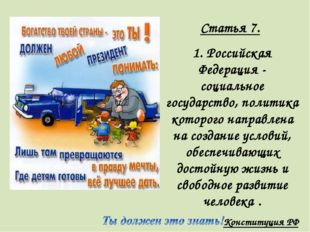 Богатство твоей страны - это ты!
должен любой президент понимать:
Лишь там превращаются
в правду мечты,
Где детям готовы
всё лучшее дать.
Статья 7.
1. Российская
Федерация -
социальное
государство, политика
которого направлена
на создание условий,
обеспечивающих
достойную жизнь и
свободное развитие
человека .
Ты должен это знать!
Конституция РФ